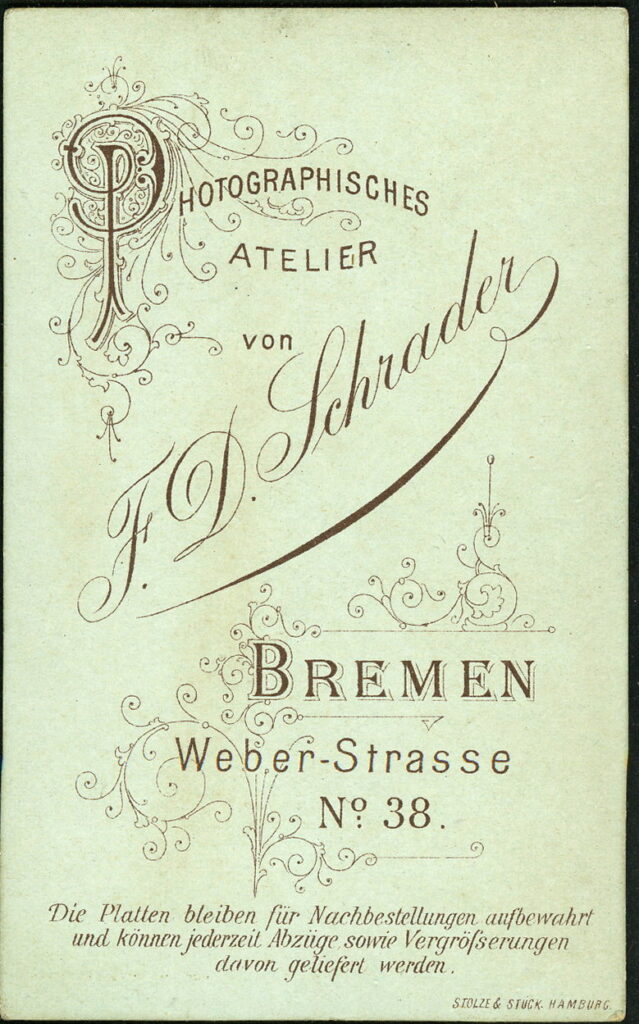 PHOTOGRAPHISCHES
ATELIER
von
F. D. Schrader
BREMEN
Weber-Strasse
No. 38.
Die Platten bleiben für Nachbestellungen aufbewahrt
und können jederzeit Abzüge sowie Vergröſserungen
davon geliefert werden.
STOLZE & STUCK. HAMBURG.